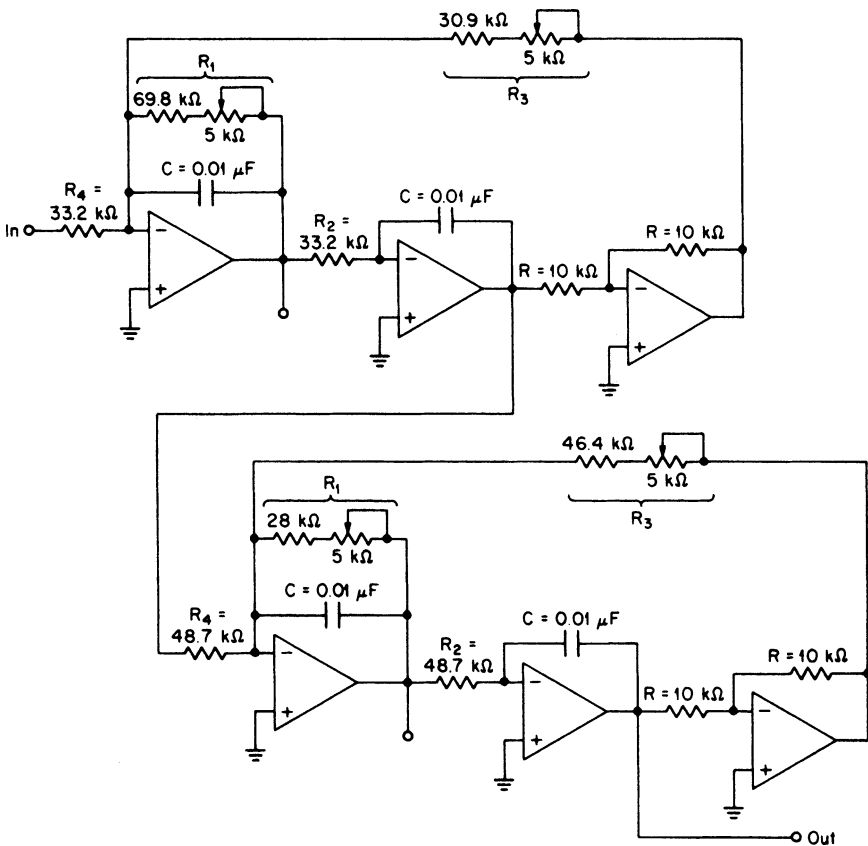 30.9 kΩ
5 kΩ
R3
R1
69.8 kΩ
5 kΩ
C = 0.01 μF
R4 =
33.2 kΩ
In
−
+
R2 =
33.2 kΩ
C = 0.01 μF
−
+
R = 10 kΩ
R = 10 kΩ
−
+
46.4 kΩ
5 kΩ
R3
R1
28 kΩ
5 kΩ
C = 0.01 μF
R4 =
48.7 kΩ
−
+
R2 =
48.7 kΩ
C = 0.01 μF
−
+
R = 10 kΩ
R = 10 kΩ
−
+
Out